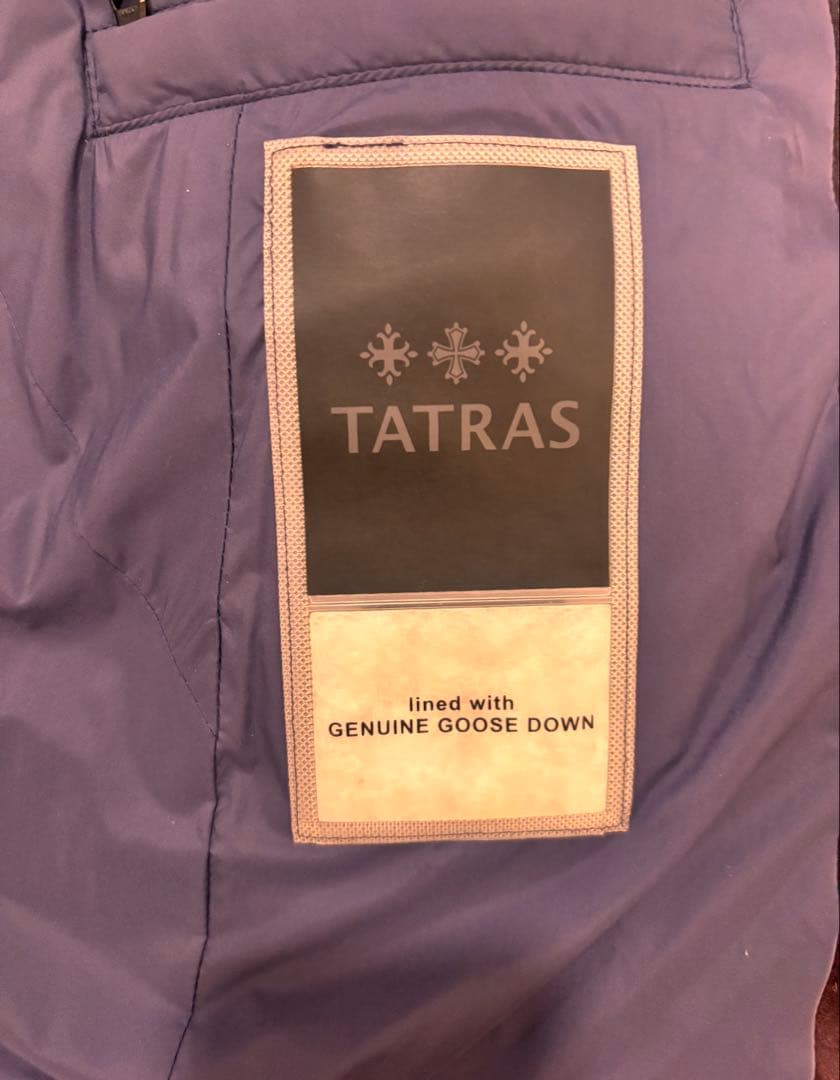 TATRAS
lined with
GENUINE GOOSE DOWN